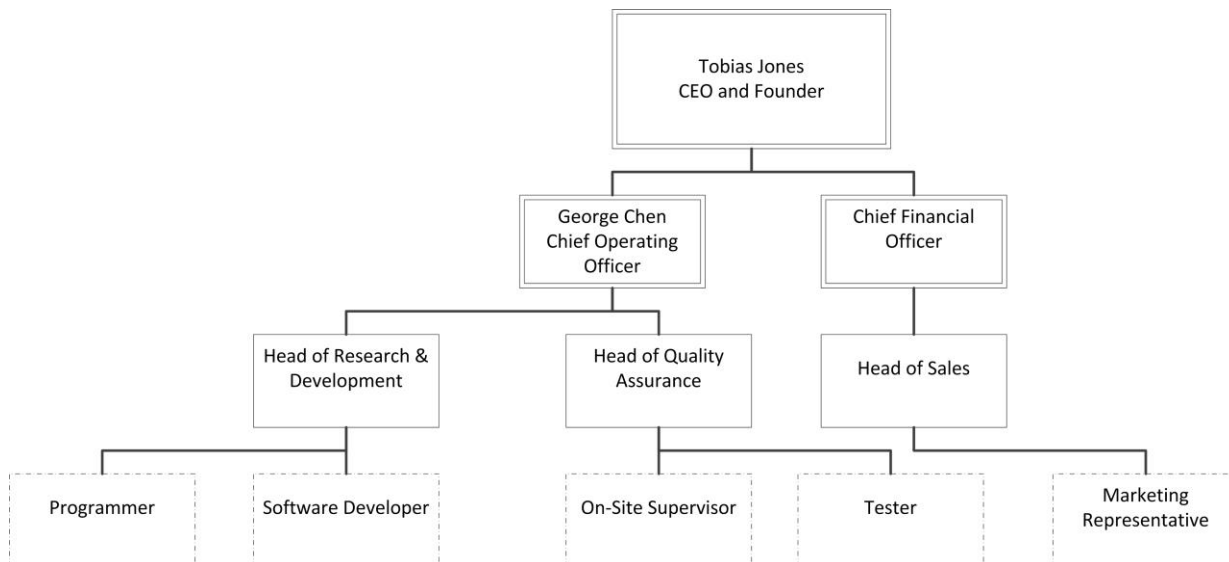 Tobias Jones
CEO and Founder
George Chen
Chief Operating
Officer
Chief Financial
Officer
Head of Research &
Development
Head of Quality
Assurance
Head of Sales
Programmer
Software Developer
On-Site Supervisor
Tester
Marketing
Representative